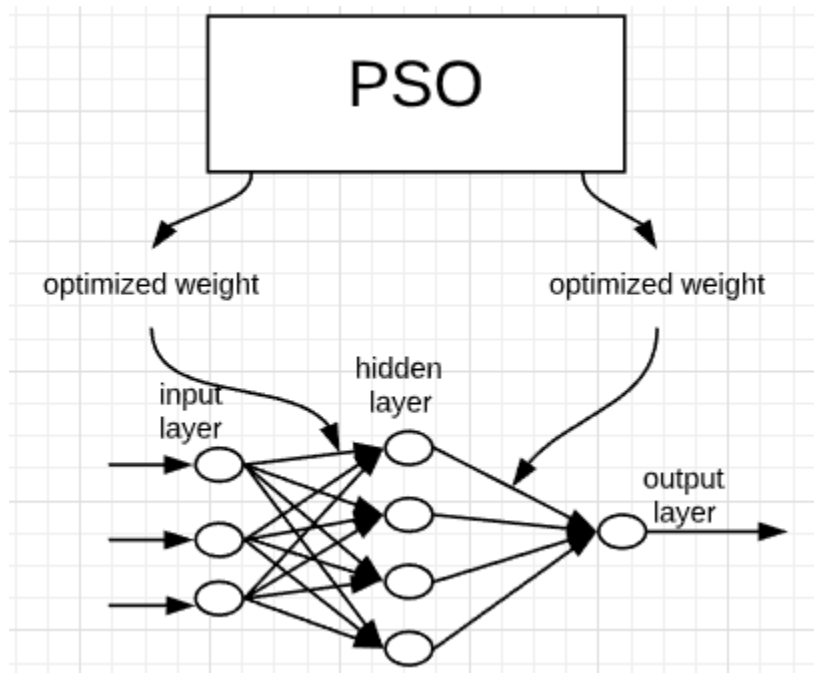 PSO
optimized weight
optimized weight
hidden
layer
input
layer
output
layer